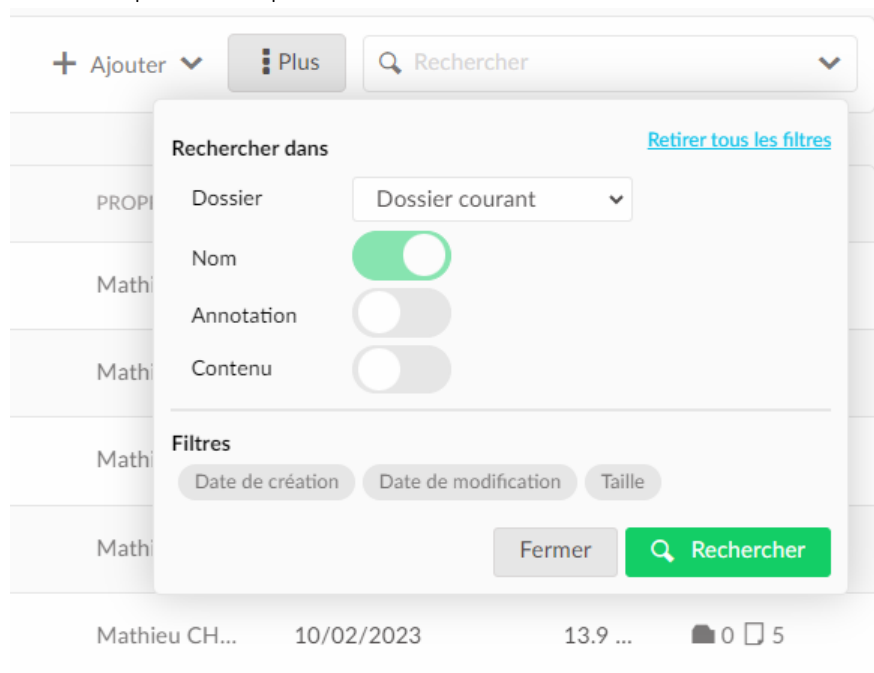 Ajouter Plus Rechercher
Rechercher dans Retirer tous les filtres
PROPI Dossier Dossier courant
Nom
Mathi
Annotation
Mathi Contenu
Filtres
Mathi
Date de création Date de modification Taille
Mathi Fermer Rechercher
Mathieu CH... 10/02/2023 13.9 ... 0 5